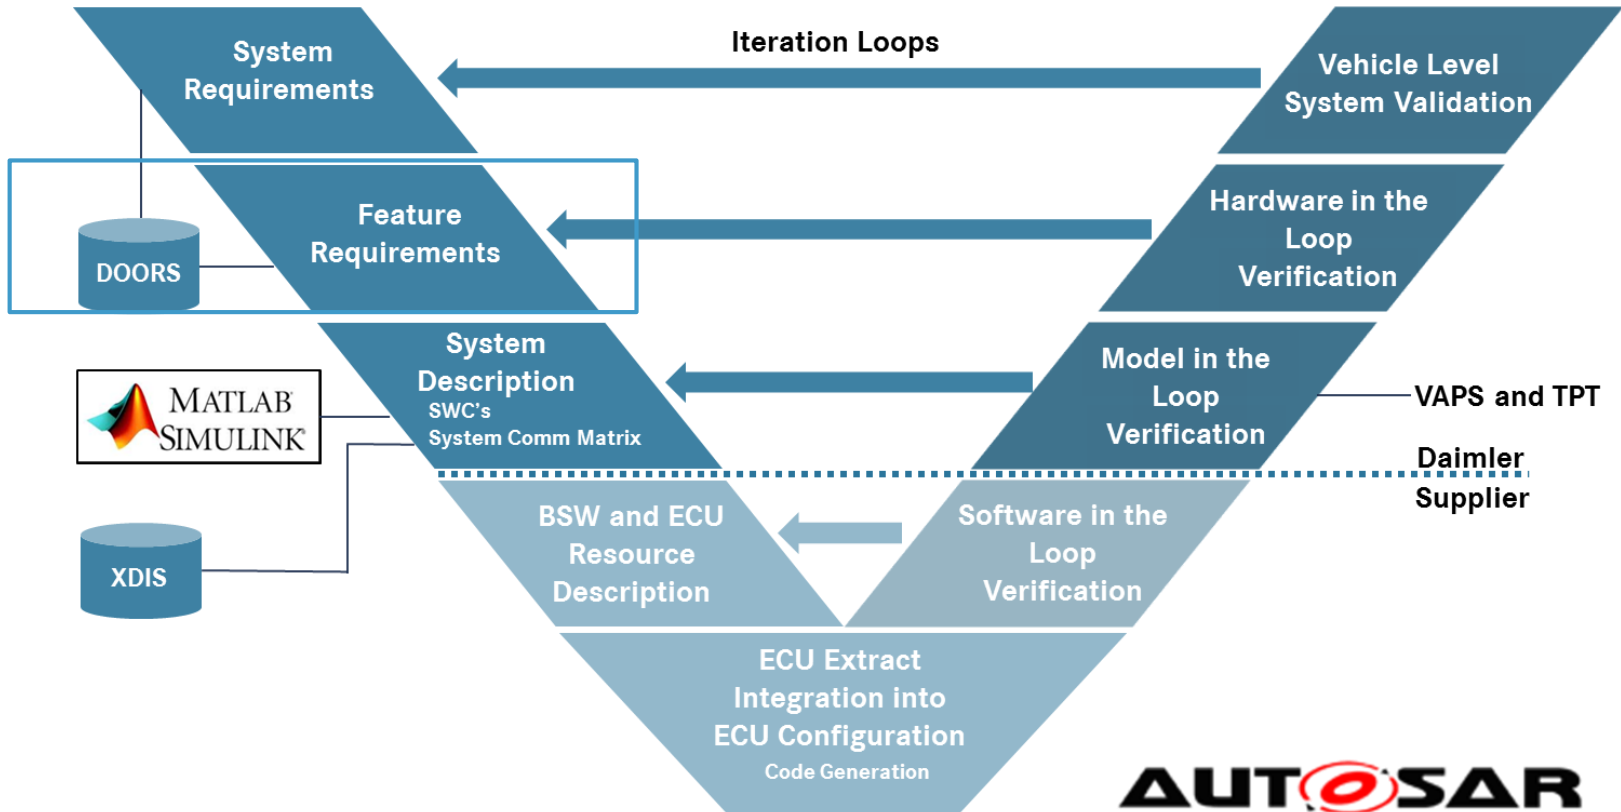 Iteration Loops
System
Requirements
Vehicle Level
System Validation
Feature
Requirements
Hardware in the
Loop
Verification
DOORS
System
Description
SWC's
System Comm Matrix
Model in the
Loop
Verification
MATLAB®
SIMULINK®
VAPS and TPT
Daimler
Supplier
BSW and ECU
Resource
Description
Software in the
Loop
Verification
XDIS
ECU Extract
Integration into
ECU Configuration
Code Generation
AUTOSAR